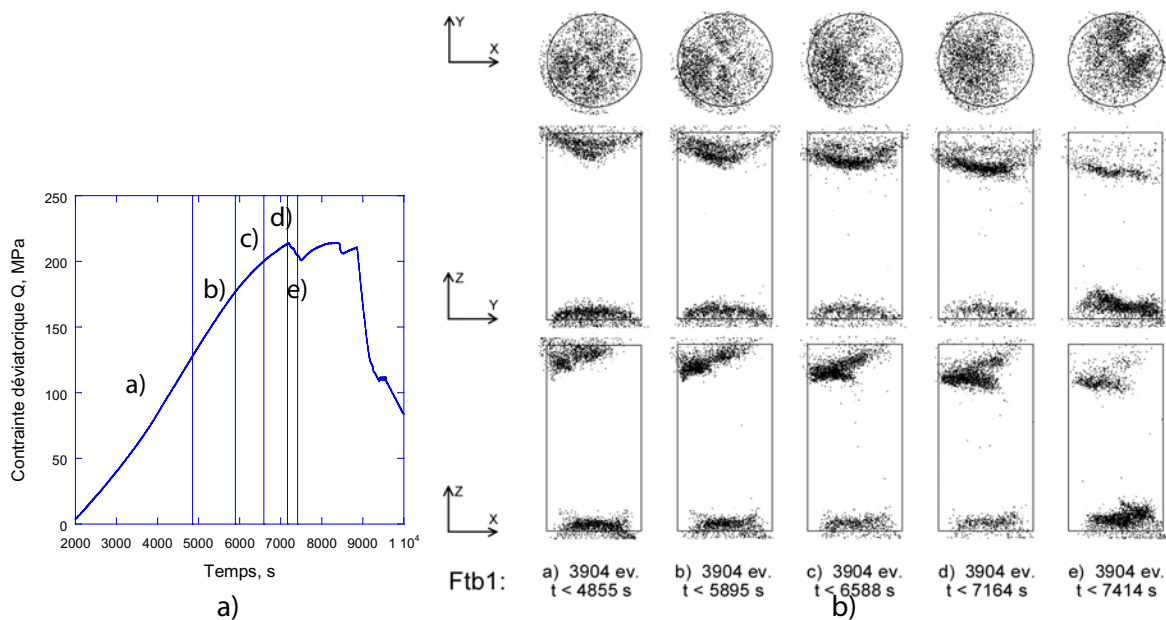 a)
Y
X
Z
Y
Z
X
250
200
150
100
50
0
Contrainte déviatorique Q, MPa
a)
b)
c)
d)
e)
2000 3000 4000 5000 6000 7000 8000 9000 1 10⁴
Temps, s
a)
Ftb1:
a) 3904 ev.
t < 4855 s
b) 3904 ev.
t < 5895 s
c) 3904 ev.
t < 6588 s
d) 3904 ev.
t < 7164 s
e) 3904 ev.
t < 7414 s
b)